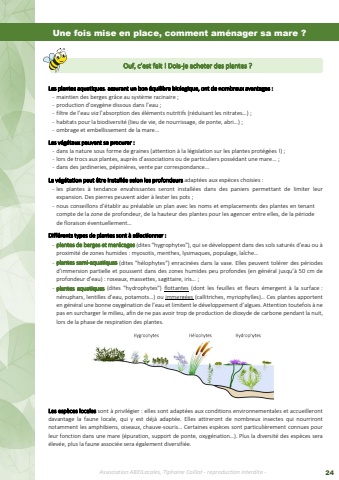 Une fois mise en place, comment aménager sa mare ?
Ouf, c'est fait ! Dois-je acheter des plantes ?
Les plantes aquatiques, assurant un bon équilibre biologique, ont de nombreux avantages :
- maintien des berges grâce au système racinaire ;
- production d'oxygène dissous dans l'eau ;
- filtre de l'eau via l'absorption des éléments nutritifs (réduisant les nitrates...) ;
- habitats pour la biodiversité (lieu de vie, de nourrissage, de ponte, abri...) ;
- ombrage et embellissement de la mare...
Les végétaux peuvent se procurer :
- dans la nature sous forme de graines (attention à la législation sur les plantes protégées !) ;
- lors de trocs aux plantes, auprès d'associations ou de particuliers possédant une mare... ;
- dans des jardineries, pépinières, vente par correspondance...
La végétation peut être installée selon les profondeurs adaptées aux espèces choisies :
- les plantes à tendance envahissantes seront installées dans des paniers permettant de limiter leur
expansion. Des pierres peuvent aider à lester les pots ;
- nous conseillons d'établir au préalable un plan avec les noms et emplacements des plantes en tenant
compte de la zone de profondeur, de la hauteur des plantes pour les agencer entre elles, de la période
de floraison éventuellement...
Différents types de plantes sont à sélectionner :
- plantes de berges et marécages (dites "hygrophytes"), qui se développent dans des sols saturés d'eau ou à
proximité de zones humides : myosotis, menthes, lysimaques, populage, laîche...
- plantes semi-aquatiques (dites "hélophytes") enracinées dans la vase. Elles peuvent tolérer des périodes
d'immersion partielle et poussent dans des zones humides peu profondes (en général jusqu'à 50 cm de
profondeur d'eau) : roseaux, massettes, sagittaire, iris... ;
- plantes aquatiques (dites "hydrophytes") flottantes (dont les feuilles et fleurs émergent à la surface :
nénuphars, lentilles d'eau, potamots...) ou immergées (callitriches, myriophylles)... Ces plantes apportent
en général une bonne oxygénation de l'eau et limitent le développement d'algues. Attention toutefois à ne
pas en surcharger le milieu, afin de ne pas avoir trop de production de dioxyde de carbone pendant la nuit,
lors de la phase de respiration des plantes.
Hygrophytes Hélophytes Hydrophytes
Les espèces locales sont à privilégier : elles sont adaptées aux conditions environnementales et accueilleront
davantage la faune locale, qui y est déjà adaptée. Elles attireront de nombreux insectes qui nourriront
notamment les amphibiens, oiseaux, chauve-souris... Certaines espèces sont particulièrement connues pour
leur fonction dans une mare (épuration, support de ponte, oxygénation...). Plus la diversité des espèces sera
élevée, plus la faune associée sera également diversifiée.
24